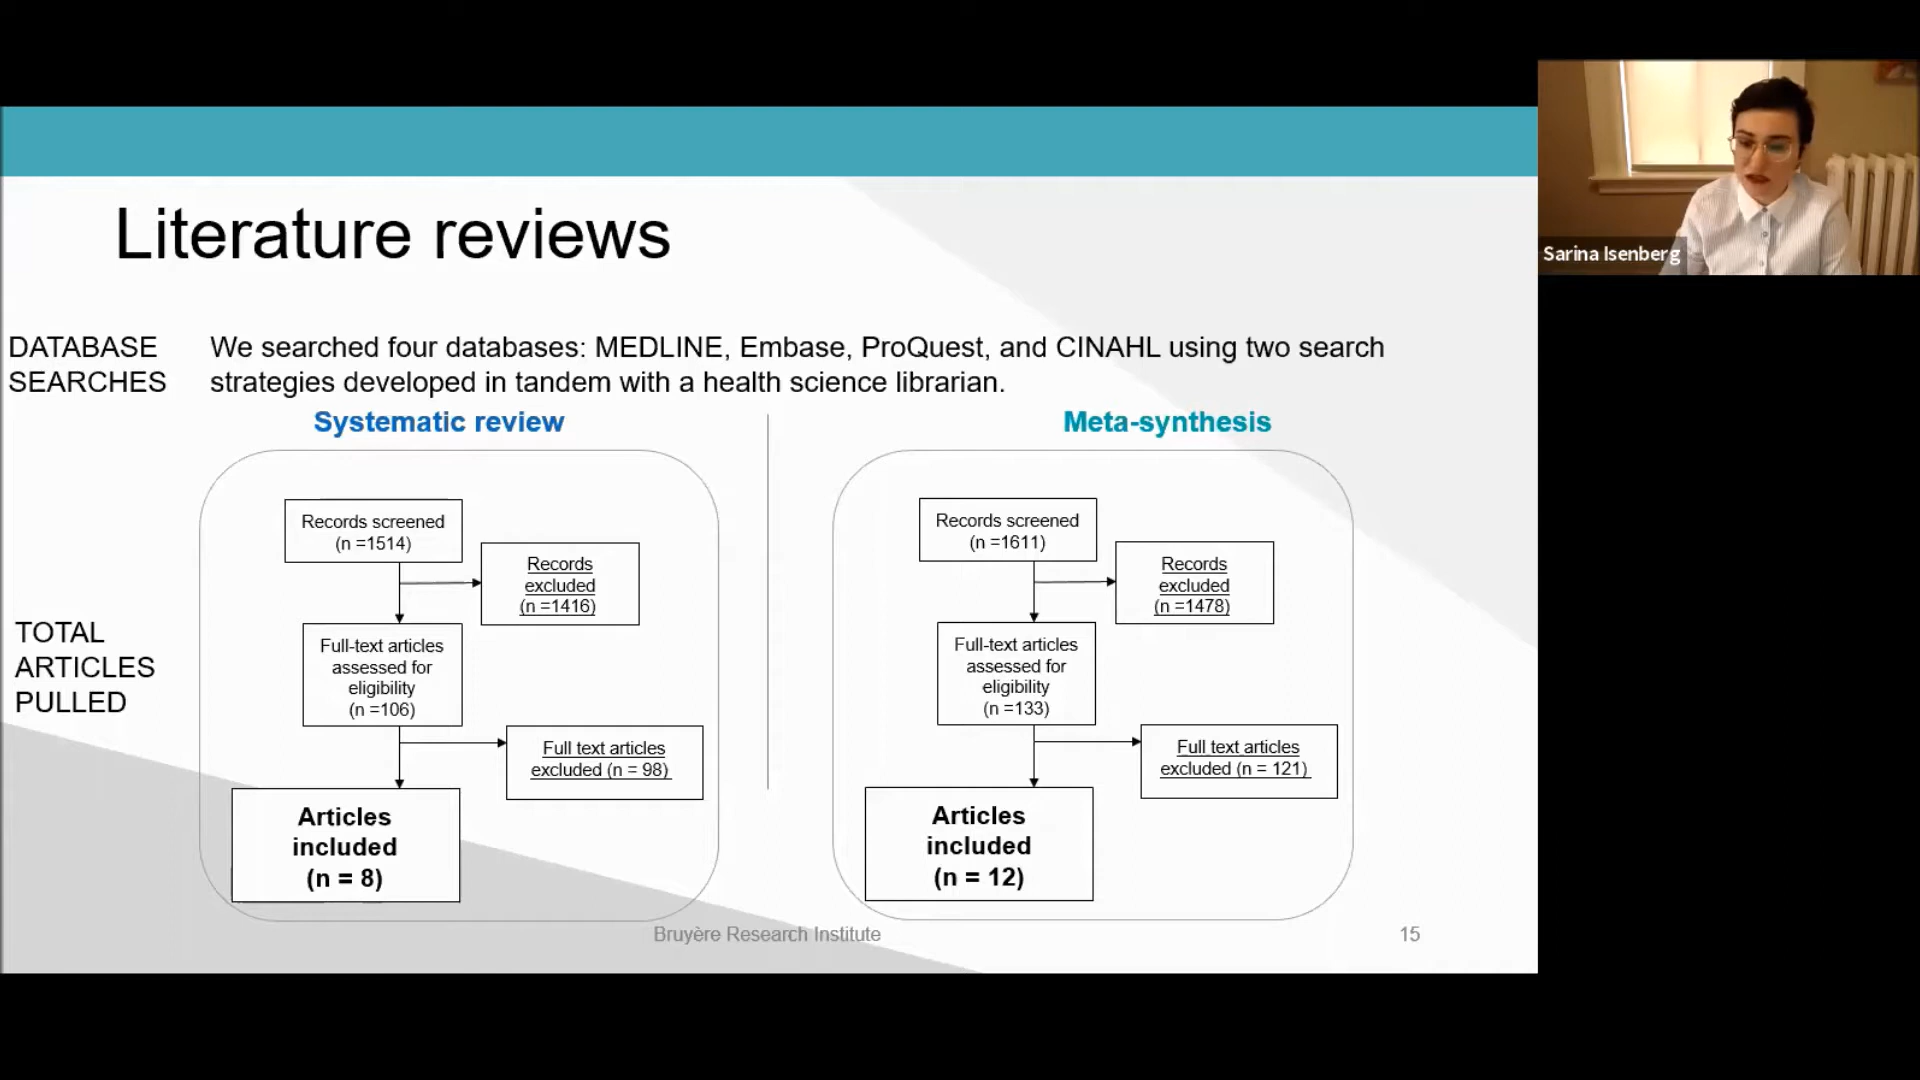 Literature reviews
DATABASE
SEARCHES
We searched four databases: MEDLINE, Embase, ProQuest, and CINAHL using two search
strategies developed in tandem with a health science librarian.
Systematic review
Records screened
(n =1514)
Records
excluded
(n =1416)
TOTAL
ARTICLES
PULLED
Full-text articles
assessed for
eligibility
(n =106)
Full text articles
excluded (n = 98)
Articles
included
(n = 8)
Meta-synthesis
Records screened
(n =1611)
Records
excluded
(n =1478)
Full-text articles
assessed for
eligibility
(n =133)
Full text articles
excluded (n = 121)
Articles
included
(n = 12)
Bruyère Research Institute
15
Sarina Isenberg